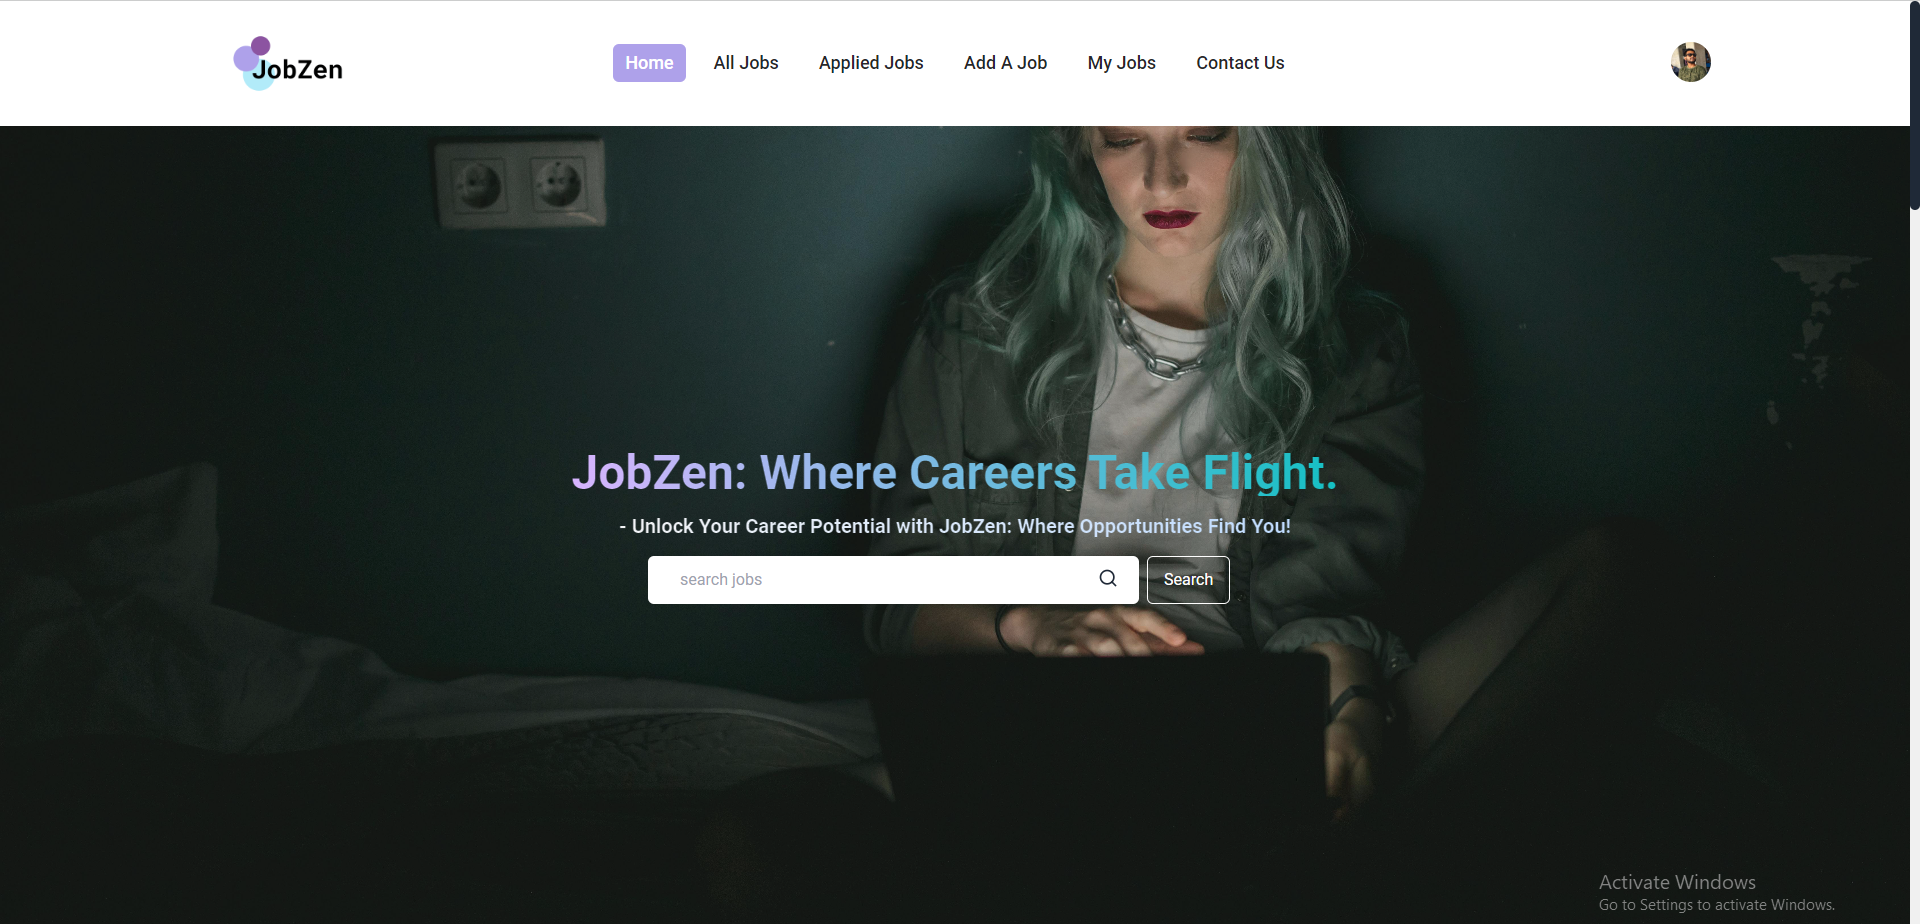 JobZen
Home
All Jobs
Applied Jobs
Add A Job
My Jobs
Contact Us
JobZen: Where Careers Take Flight.
- Unlock Your Career Potential with JobZen: Where Opportunities Find You!
search jobs
Search
Activate Windows
Go to Settings to activate Windows.